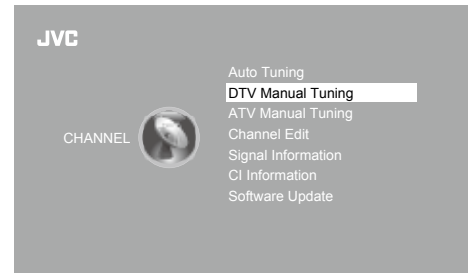 JVC
CHANNEL
Auto Tuning
DTV Manual Tuning
ATV Manual Tuning
Channel Edit
Signal Information
CI Information
Software Update